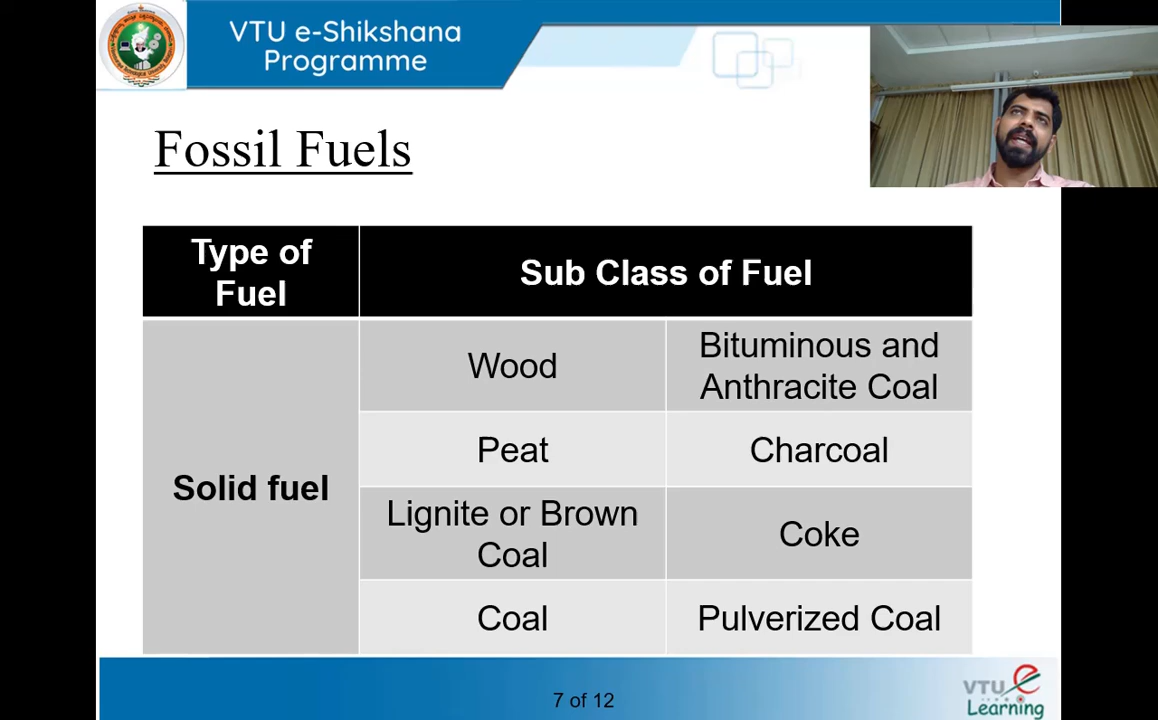 VTU e-Shikshana
Programme
Fossil Fuels
Type of
Fuel
Sub Class of Fuel
Solid fuel
Wood
Bituminous and
Anthracite Coal
Peat
Charcoal
Lignite or Brown
Coal
Coke
Coal
Pulverized Coal
7 of 12
VTU e
Learning